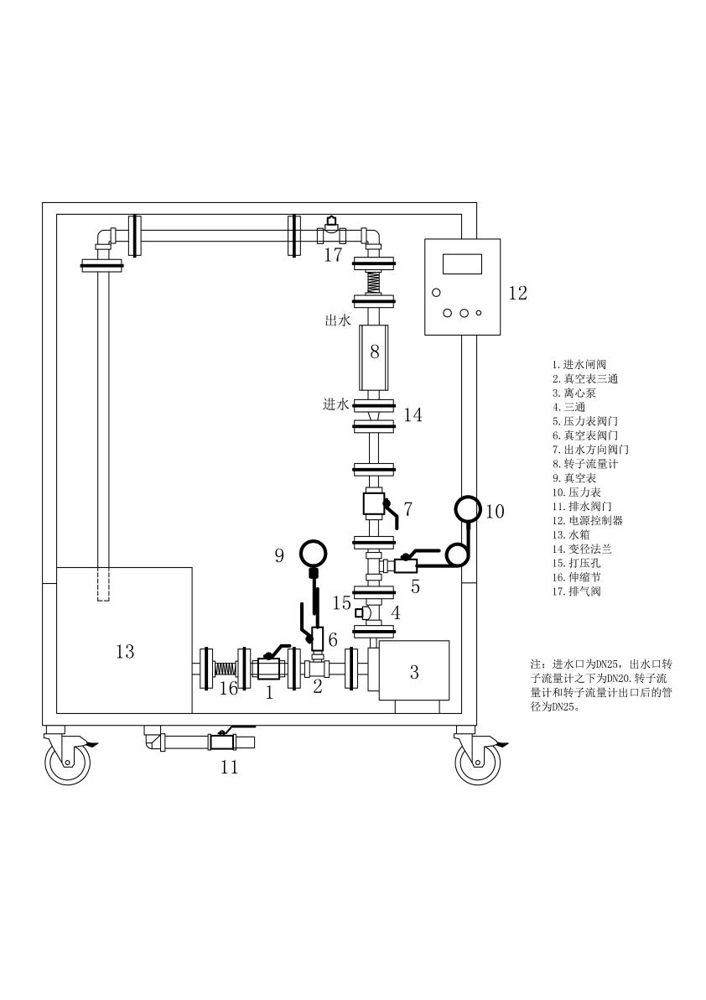 17
12
出水
8
进水
14
7
10
9
5
15
4
6
13
3
16
1
2
11
1.进水闸阀
2.真空表三通
3.离心泵
4.三通
5.压力表阀门
6.真空表阀门
7.出水方向阀门
8.转子流量计
9.真空表
10.压力表
11.排水阀门
12.电源控制器
13.水箱
14.变径法兰
15.打压孔
16.伸缩节
17.排气阀
注：进水口为DN25，出水口转
子流量计之下为DN20.转子流
量计和转子流量计出口后的管
径为DN25。